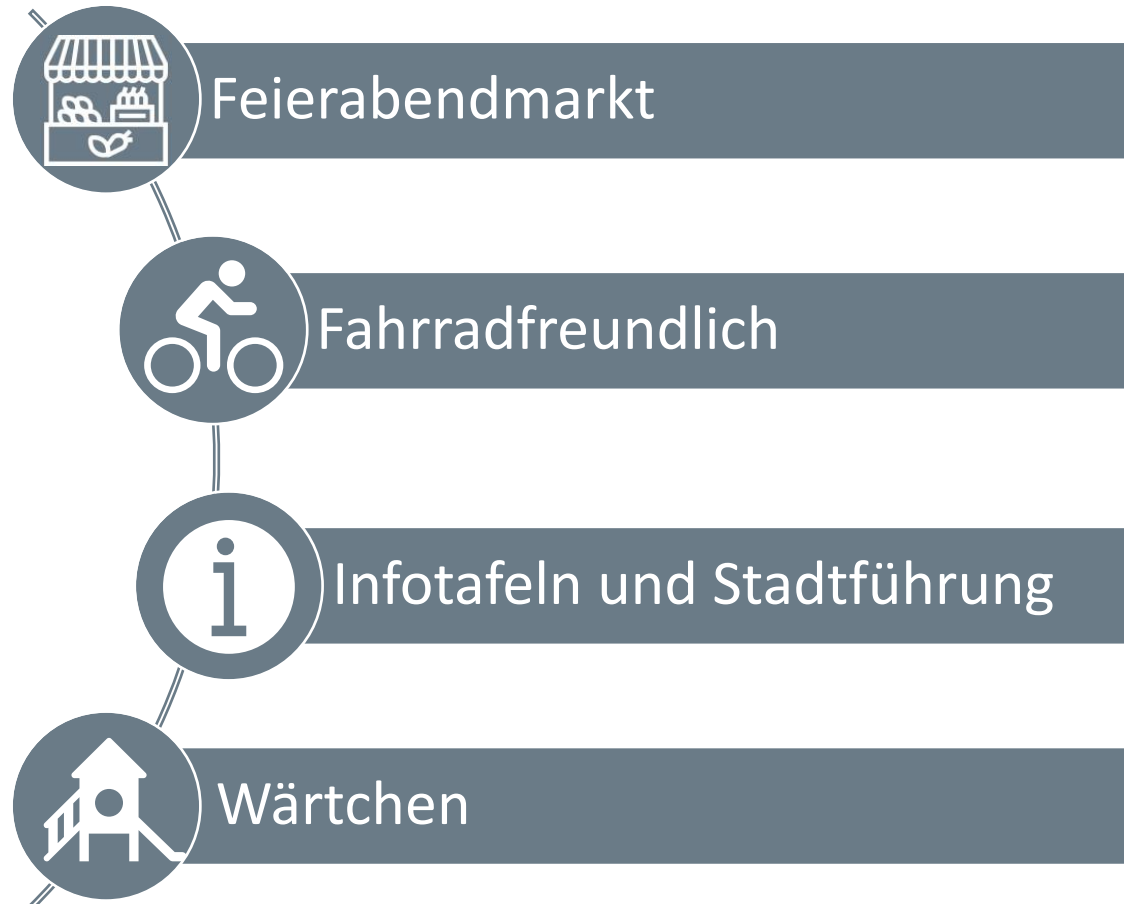 Feierabendmarkt
Fahrradfreundlich
i Infotafeln und Stadtführung
Wärtchen